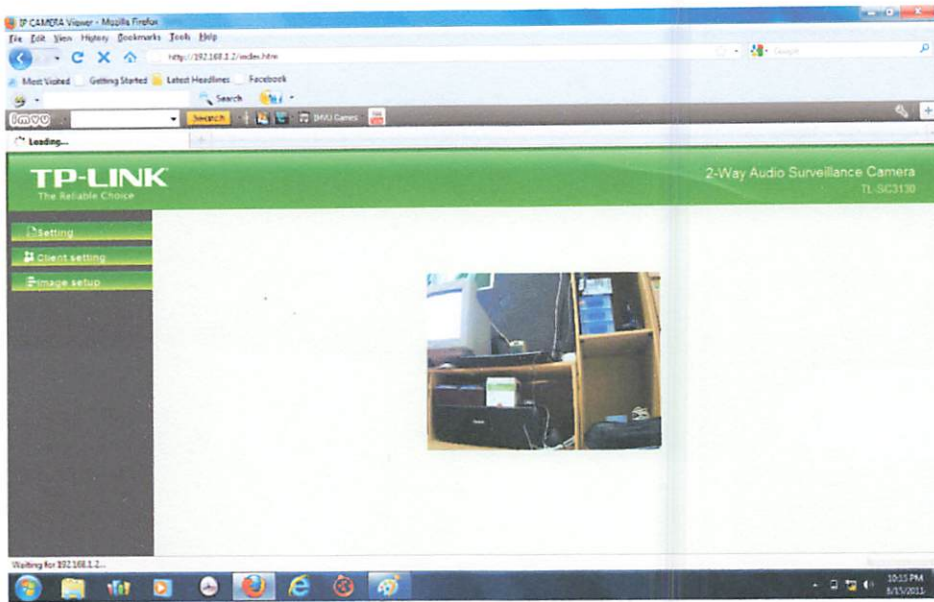 IP CAMERA Viewer - Mozilla Firefox
File Edit View History Bookmarks Tools Help
http://192.168.1.2/index.htm
Google
Most Visited Getting Started Latest Headlines Facebook
Search
imvu Search IMVU Games
Loading...
TP-LINK
The Reliable Choice
2-Way Audio Surveillance Camera
TL-SC3130
Setting
Client setting
Image setup
Waiting for 192.168.1.2...
10:15 PM